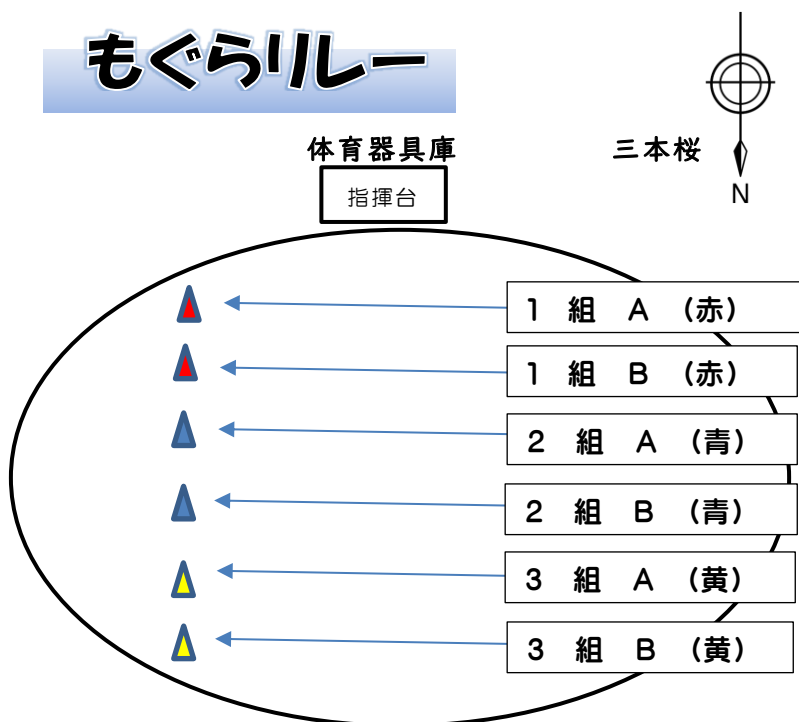 もぐらリレー
体育器具庫
三本桜
指揮台
N
1 組 A (赤)
1 組 B (赤)
2 組 A (青)
2 組 B (青)
3 組 A (黄)
3 組 B (黄)